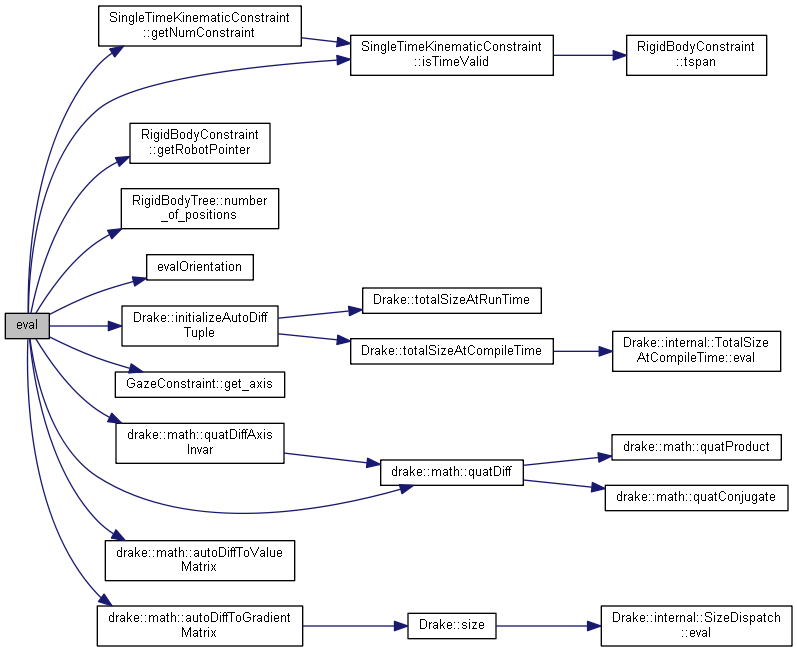 SingleTimeKinematicConstraint
::getNumConstraint
SingleTimeKinematicConstraint
::isTimeValid
RigidBodyConstraint
::tspan
RigidBodyConstraint
::getRobotPointer
RigidBodyTree::number
_of_positions
evalOrientation
eval
Drake::initializeAutoDiff
Tuple
Drake::totalSizeAtRunTime
Drake::totalSizeAtCompileTime
Drake::internal::TotalSize
AtCompileTime::eval
GazeConstraint::get_axis
drake::math::quatDiffAxis
Invar
drake::math::quatDiff
drake::math::quatProduct
drake::math::quatConjugate
drake::math::autoDiffToValue
Matrix
drake::math::autoDiffToGradient
Matrix
Drake::size
Drake::internal::SizeDispatch
::eval